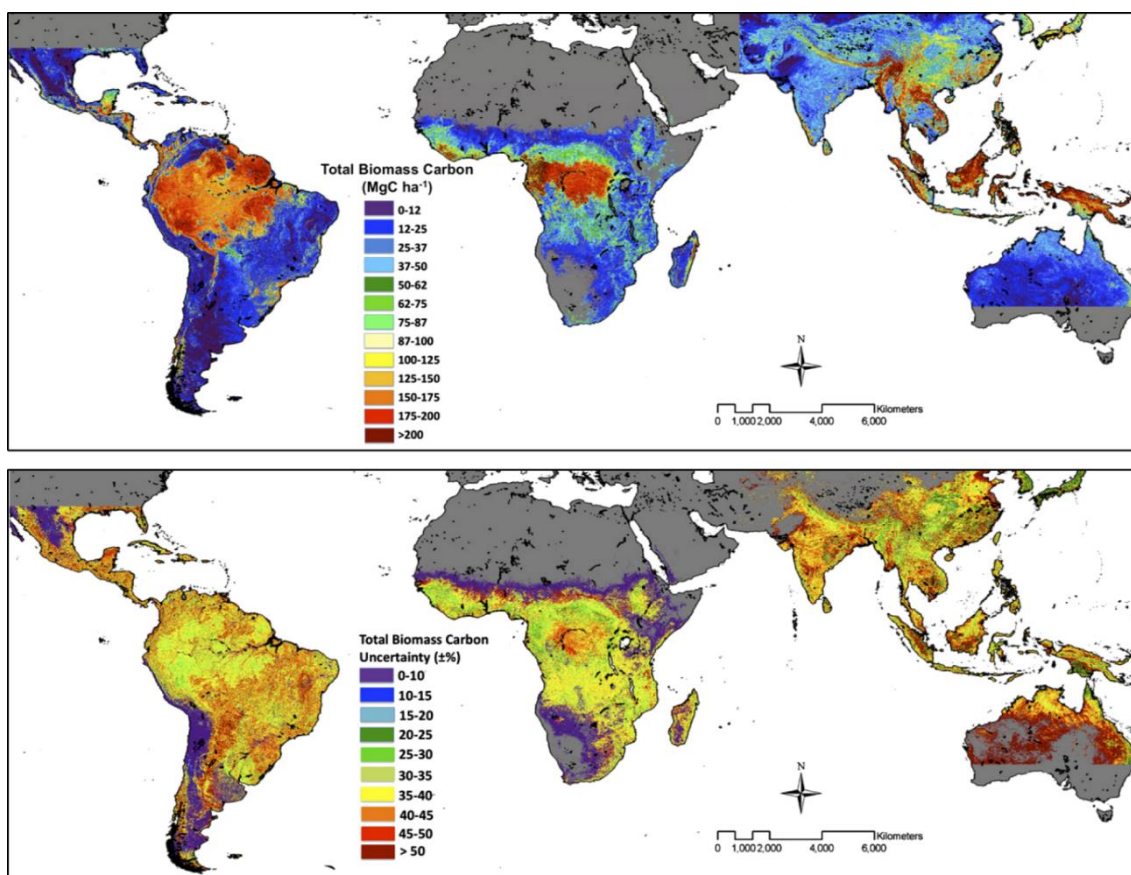 Total Biomass Carbon
(MgC ha-1)
0-12
12-25
25-37
37-50
50-62
62-75
75-87
87-100
100-125
125-150
150-175
175-200
>200
N
Kilometers
0 1,000 2,000 4,000 6,000
Total Biomass Carbon
Uncertainty (±%)
0-10
10-15
15-20
20-25
25-30
30-35
35-40
40-45
45-50
> 50
N
Kilometers
0 1,000 2,000 4,000 6,000